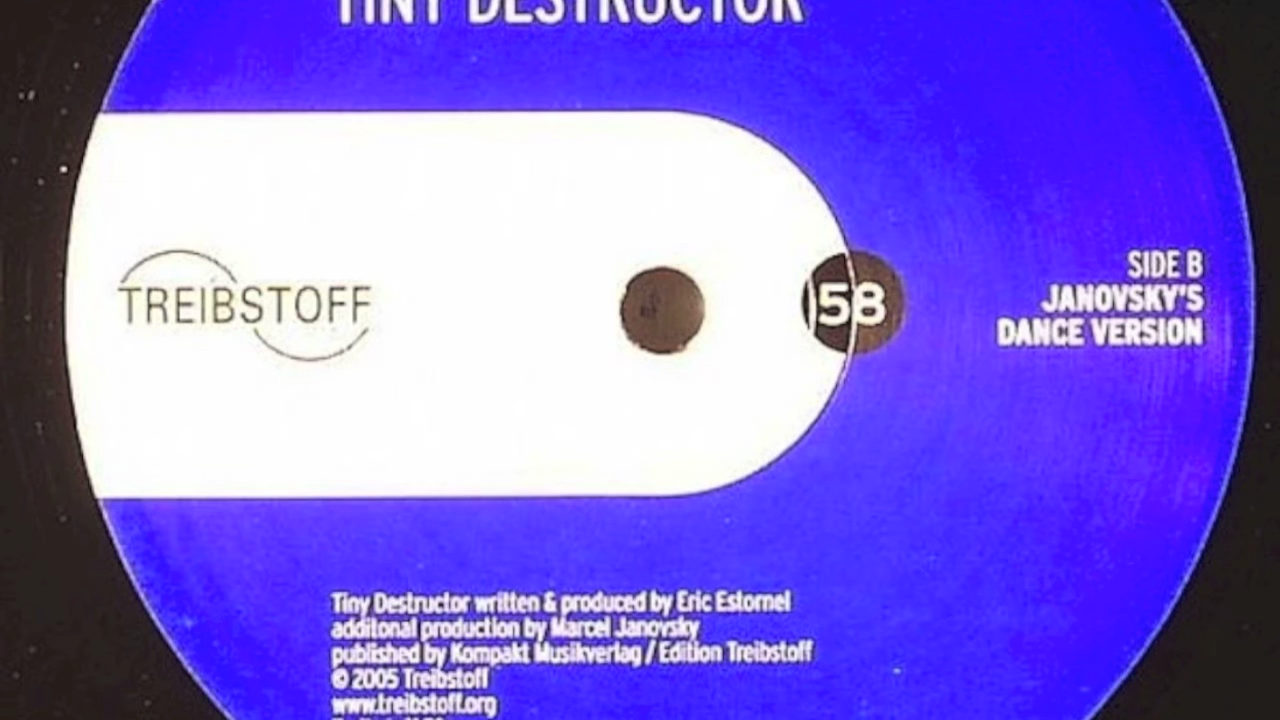 TINY DESTRUCTOR
TREIBSTOFF
58
SIDE B
JANOVSKY'S
DANCE VERSION
Tiny Destructor written & produced by Eric Estornel
additonal production by Marcel Janovsky
published by Kompakt Musikverlag / Edition Treibstoff
© 2005 Treibstoff
www.treibstoff.org